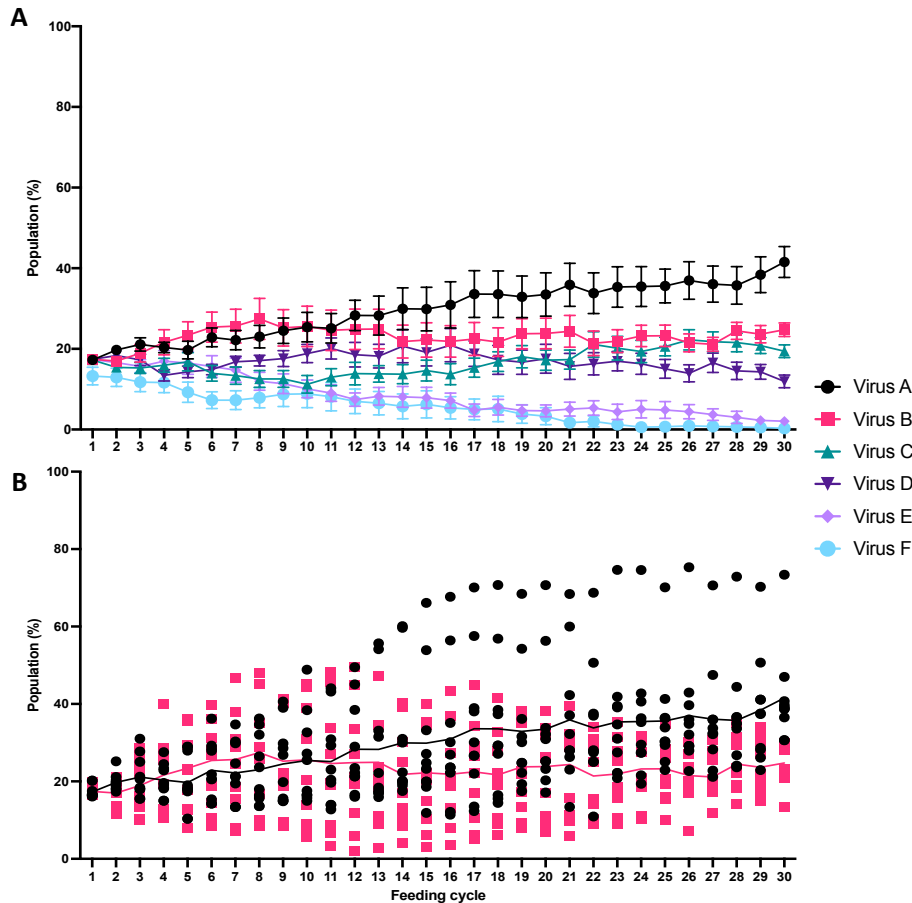 A
100
80
60
40
20
0
Population (%)
1 2 3 4 5 6 7 8 9 10 11 12 13 14 15 16 17 18 19 20 21 22 23 24 25 26 27 28 29 30
Virus A
Virus B
Virus C
Virus D
Virus E
Virus F
B
100
80
60
40
20
0
Population (%)
1 2 3 4 5 6 7 8 9 10 11 12 13 14 15 16 17 18 19 20 21 22 23 24 25 26 27 28 29 30
Feeding cycle